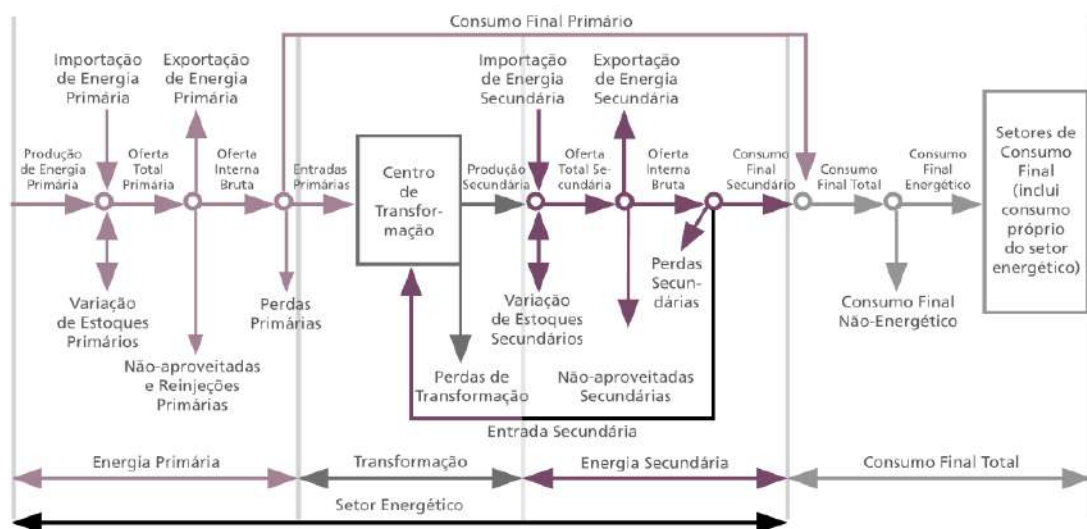 Consumo Final Primário
Importação
de Energia
Primária
Exportação
de Energia
Primária
Importação
de Energia
Secundária
Exportação
de Energia
Secundária
Produção
de Energia
Primária
Oferta
Total
Primária
Oferta
Interna
Bruta
Entradas
Primárias
Centro
de
Transfor-
mação
Produção
Secundária
Oferta
Total Se-
cundária
Oferta
Interna
Bruta
Consumo
Final
Secundário
Consumo
Final Total
Consumo
Final
Energético
Setores de
Consumo
Final
(inclui
consumo
próprio
do setor
energético)
Variação
de Estoques
Primários
Perdas
Primárias
Não-aproveitadas
e Reinjeções
Primárias
Perdas de
Transformação
Variação
de Estoques
Secundários
Perdas
Secun-
dárias
Não-aproveitadas
Secundárias
Consumo Final
Não-Energético
Entrada Secundária
Energia Primária
Transformação
Energia Secundária
Consumo Final Total
Setor Energético